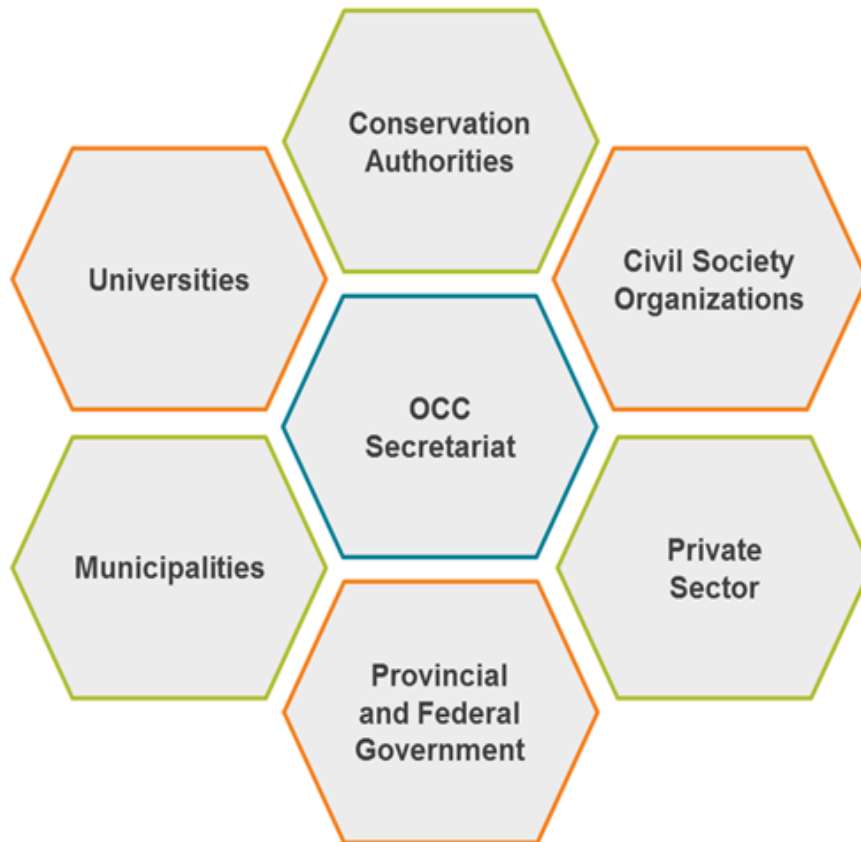 Conservation
Authorities
Universities
Civil Society
Organizations
OCC
Secretariat
Municipalities
Private
Sector
Provincial
and Federal
Government